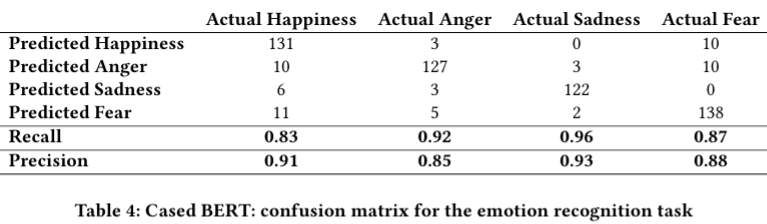 Actual Happiness Actual Anger Actual Sadness Actual Fear
Predicted Happiness 131 3 0 10
Predicted Anger 10 127 3 10
Predicted Sadness 6 3 122 0
Predicted Fear 11 5 2 138
Recall 0.83 0.92 0.96 0.87
Precision 0.91 0.85 0.93 0.88
Table 4: Cased BERT: confusion matrix for the emotion recognition task